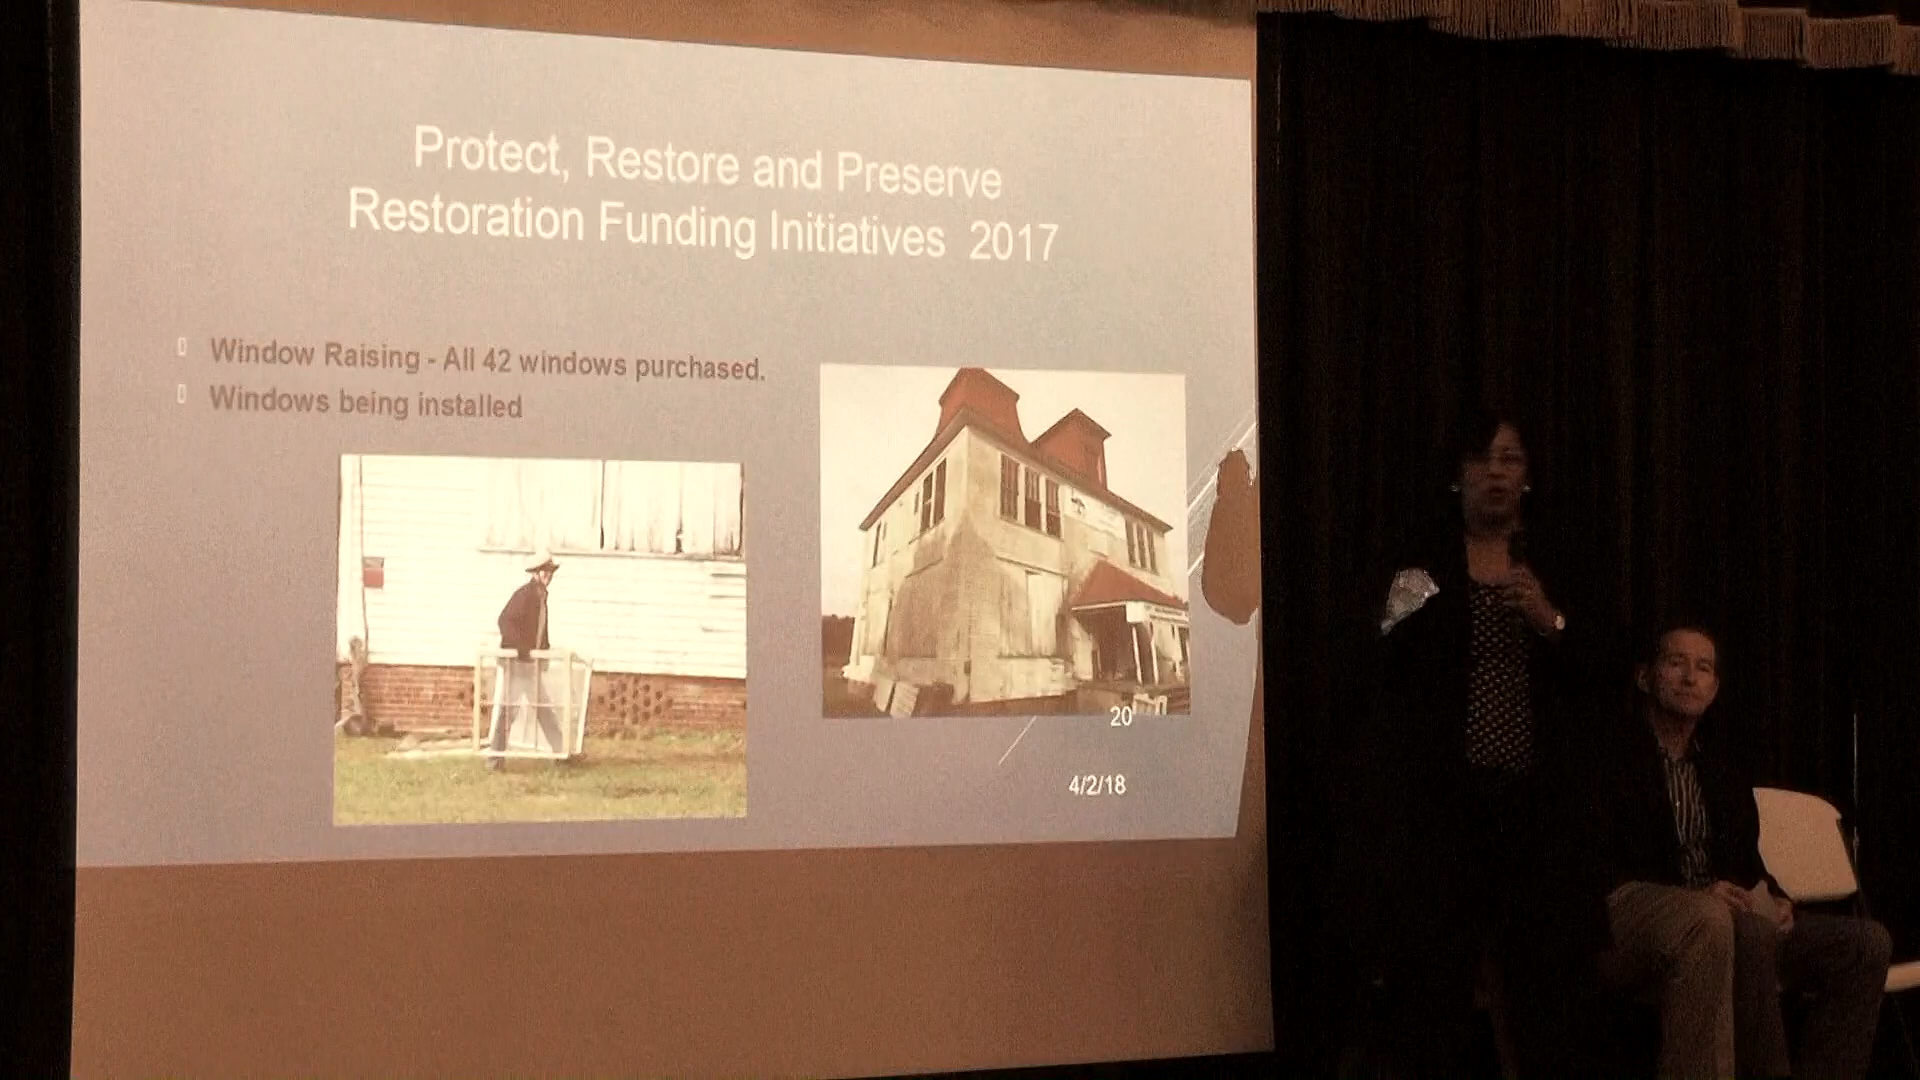 Protect, Restore and Preserve
Restoration Funding Initiatives 2017
Window Raising - All 42 windows purchased.
Windows being installed
20
4/2/18